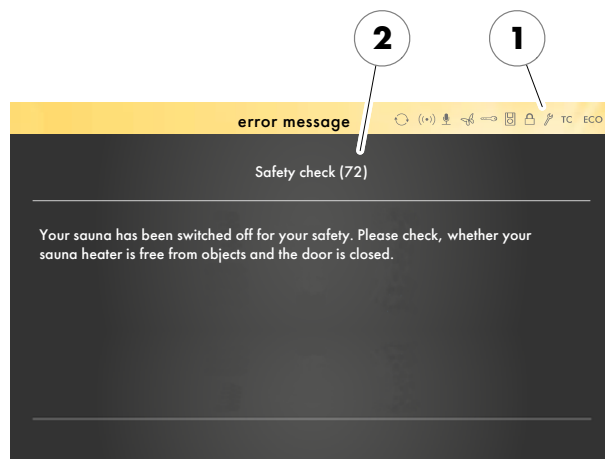 2 1
error message TC ECO
Safety check (72)
Your sauna has been switched off for your safety. Please check, whether your
sauna heater is free from objects and the door is closed.